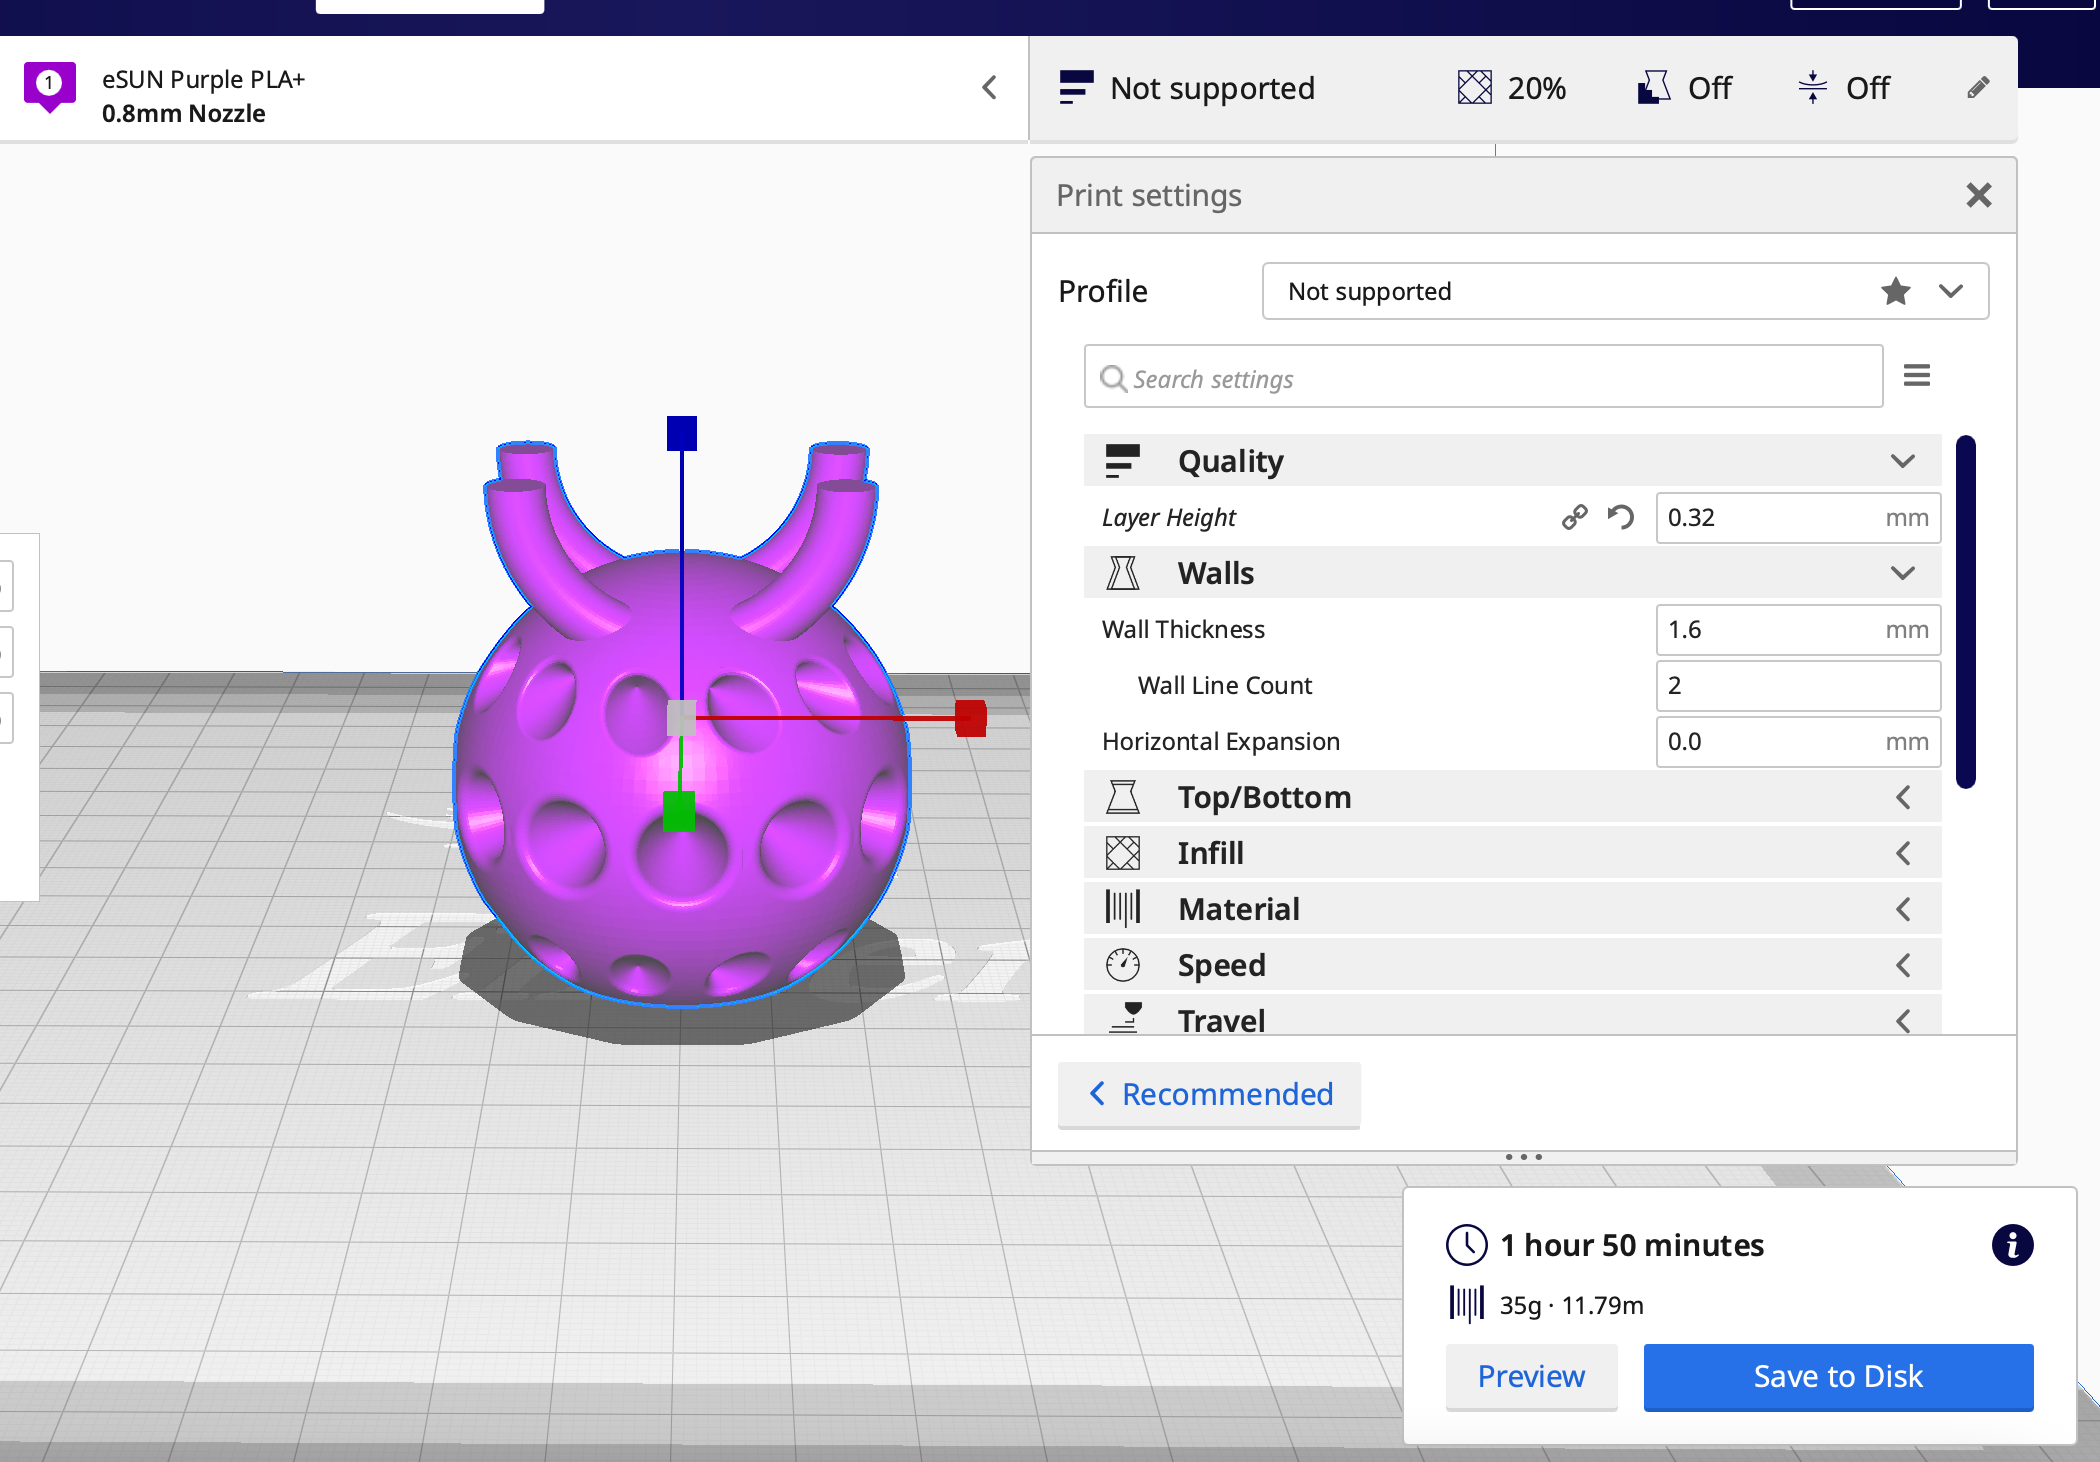 1
eSUN Purple PLA+
0.8mm Nozzle
Not supported
20%
Off
Off
Print settings
Profile
Not supported
Search settings
Quality
Layer Height
0.32 mm
Walls
Wall Thickness
1.6 mm
Wall Line Count
2
Horizontal Expansion
0.0 mm
Top/Bottom
Infill
Material
Speed
Travel
Recommended
1 hour 50 minutes
35g · 11.79m
Preview
Save to Disk